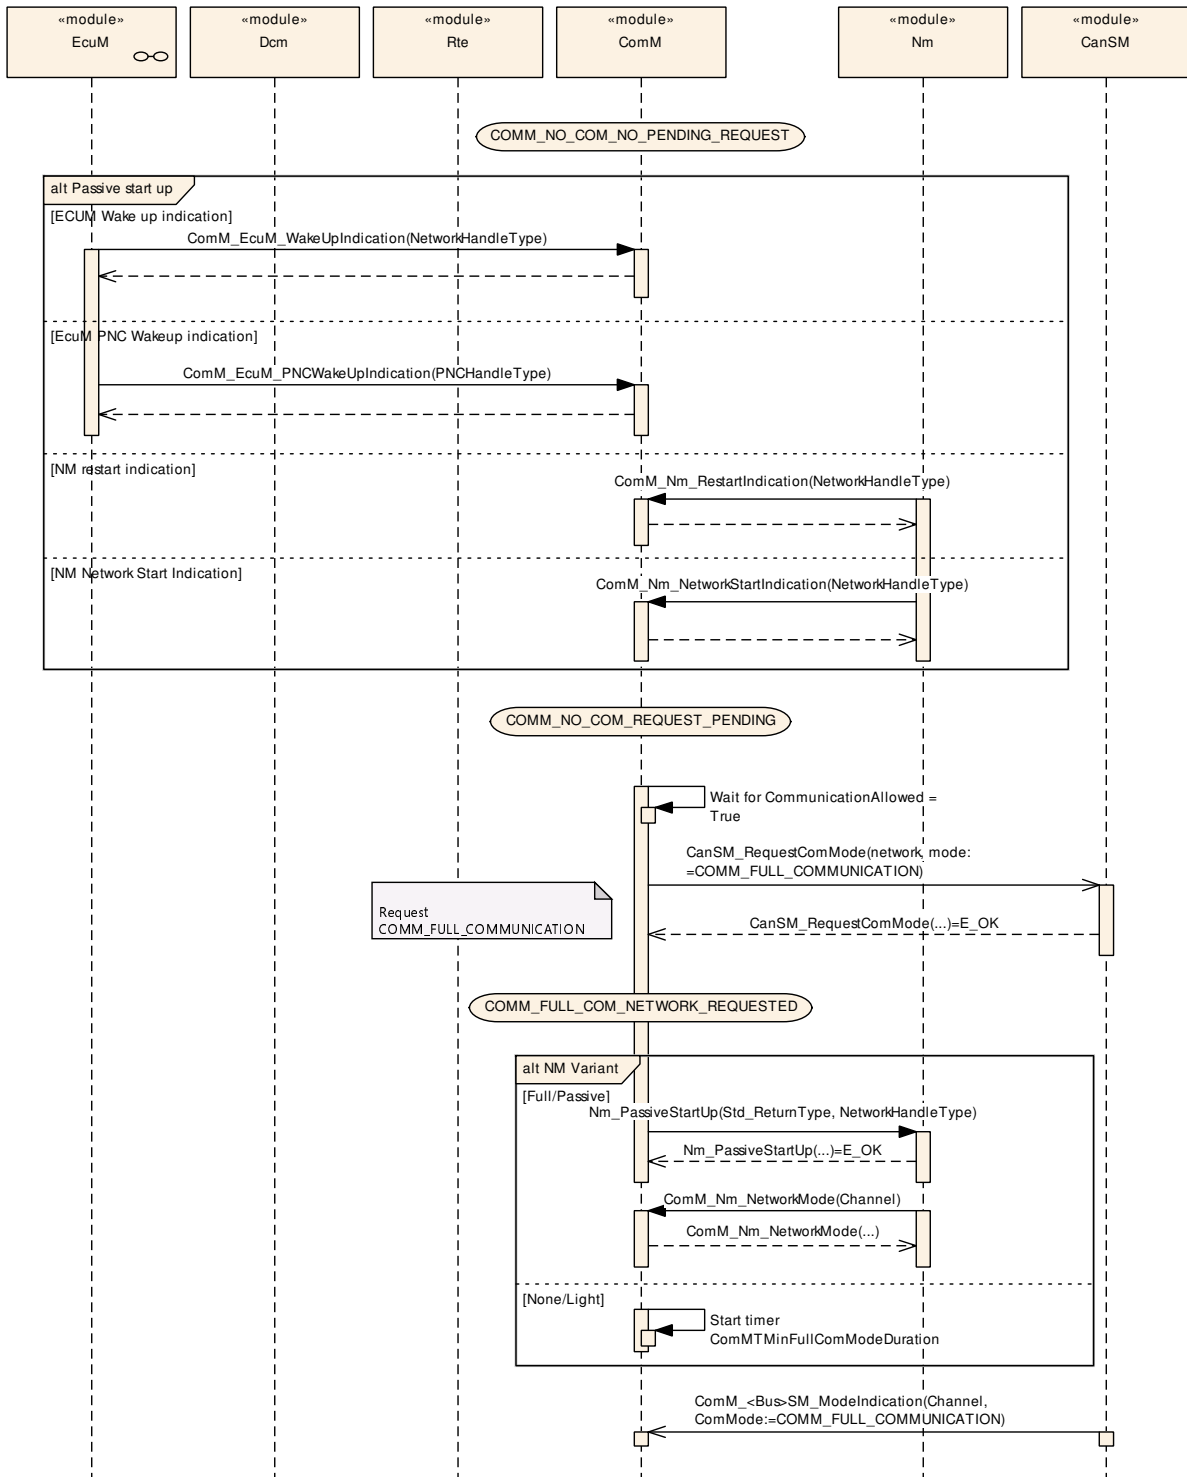 «module»
EcuM
«module»
Dcm
«module»
Rte
«module»
ComM
«module»
Nm
«module»
CanSM
COMM_NO_COM_NO_PENDING_REQUEST
alt Passive start up
[ECUM Wake up indication]
ComM_EcuM_WakeUpIndication(NetworkHandleType)
[EcuM PNC Wakeup indication]
ComM_EcuM_PNCWakeUpIndication(PNCHandleType)
[NM restart indication]
ComM_Nm_RestartIndication(NetworkHandleType)
[NM Network Start Indication]
ComM_Nm_NetworkStartIndication(NetworkHandleType)
COMM_NO_COM_REQUEST_PENDING
Wait for CommunicationAllowed =
True
CanSM_RequestComMode(network, mode:
=COMM_FULL_COMMUNICATION)
Request
COMM_FULL_COMMUNICATION
CanSM_RequestComMode(...)=E_OK
COMM_FULL_COM_NETWORK_REQUESTED
alt NM Variant
[Full/Passive]
Nm_PassiveStartUp(Std_ReturnType, NetworkHandleType)
Nm_PassiveStartUp(...)=E_OK
ComM_Nm_NetworkMode(Channel)
ComM_Nm_NetworkMode(...)
[None/Light]
Start timer
ComMTMinFullComModeDuration
ComM_<Bus>SM_ModeIndication(Channel,
ComMode:=COMM_FULL_COMMUNICATION)